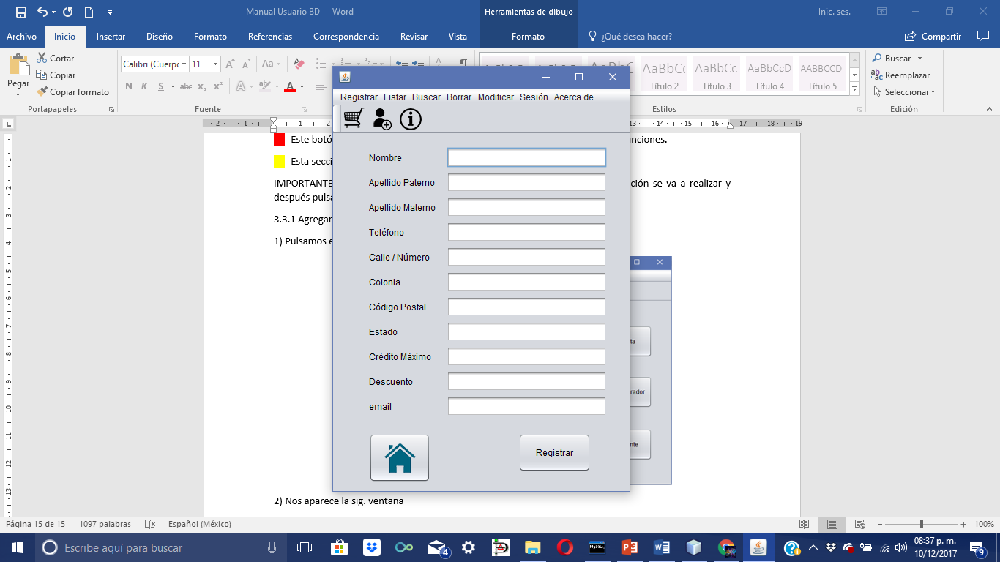 Manual Usuario BD - Word
Herramientas de dibujo
Inic. ses.
Archivo Inicio Insertar Diseño Formato Referencias Correspondencia Revisar Vista Formato ¿Qué desea hacer? Compartir
Pegar
Cortar
Copiar
Copiar formato
Portapapeles
Calibri (Cuerpo 11
N K S abc x₂ x² A A
Fuente
AaBbCc AaBbCc AaBbCcD AABBCCDI
Título 2 Título 3 Título 4 Título 5
Estilos
Buscar
Reemplazar
Seleccionar
Edición
Este botó
nciones.
Esta secci
IMPORTANTE
ción se va a realizar y
después pulsa
3.3.1 Agregar
1) Pulsamos e
ta
rador
nte
2) Nos aparece la sig. ventana
Registrar Listar Buscar Borrar Modificar Sesión Acerca de...
Nombre
Apellido Paterno
Apellido Materno
Teléfono
Calle / Número
Colonia
Código Postal
Estado
Crédito Máximo
Descuento
email
Registrar
Página 15 de 15 1097 palabras Español (México) 100%
Escribe aquí para buscar
4
08:37 p. m.
10/12/2017
9